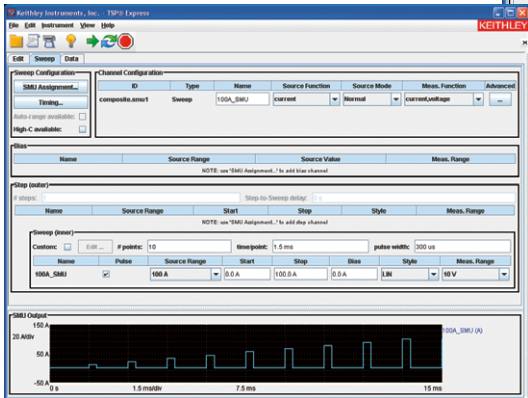 Keithley Instruments, Inc. - TSP® Express
File Edit Instrument View Help
KEITHLEY
Edit Sweep Data
Sweep Configuration
SMU Assignment...
Timing...
Auto-range available:
High-C available:
Channel Configuration
ID Type Name Source Function Source Mode Meas. Function Advanced
composite.smu1 Sweep 100A_SMU current Normal current,voltage ...
Bias
Name Source Range Source Value Meas. Range
NOTE: use 'SMU Assignment...' to add bias channel
Step (outer)
# steps: Step-to-Sweep delay:
Name Source Range Start Stop Style Meas. Range
NOTE: use 'SMU Assignment...' to add step channel
Sweep (inner)
Custom: Edit ... # points: 10 time/point: 1.5 ms pulse width: 300 us
Name Pulse Source Range Start Stop Bias Style Meas. Range
100A_SMU 100 A 0.0 A 100.0 A 0.0 A LIN 10 V
SMU Output
150 A
20 A/div
50 A
-50 A
0 s 1.5 ms/div 7.5 ms 15 ms
100A_SMU (A)